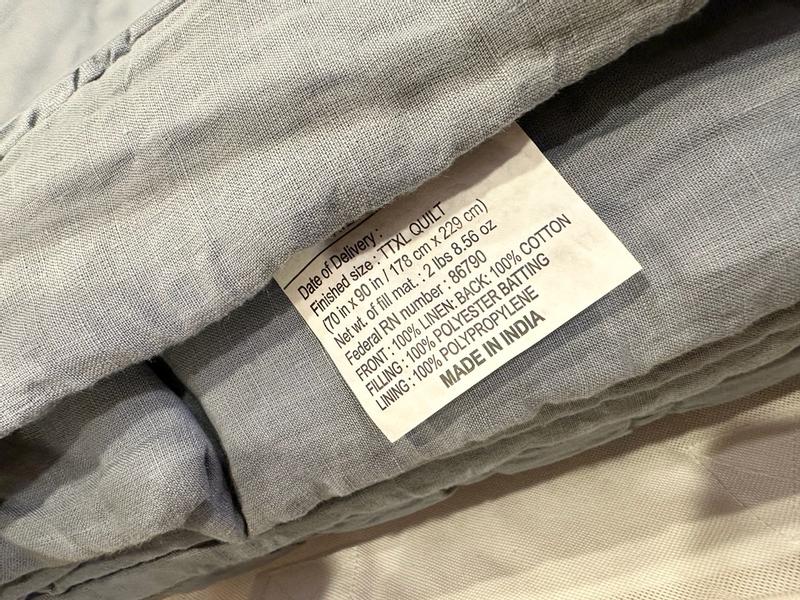 Date of Delivery :
Finished size : TTXL QUILT
(70 in x 90 in / 178 cm x 229 cm)
Net wt. of fill mat. : 2 lbs 8.56 oz
Federal RN number : 86790
FRONT : 100% LINEN: BACK: 100% COTTON
FILLING : 100% POLYESTER BATTING
LINING : 100% POLYPROPYLENE
MADE IN INDIA